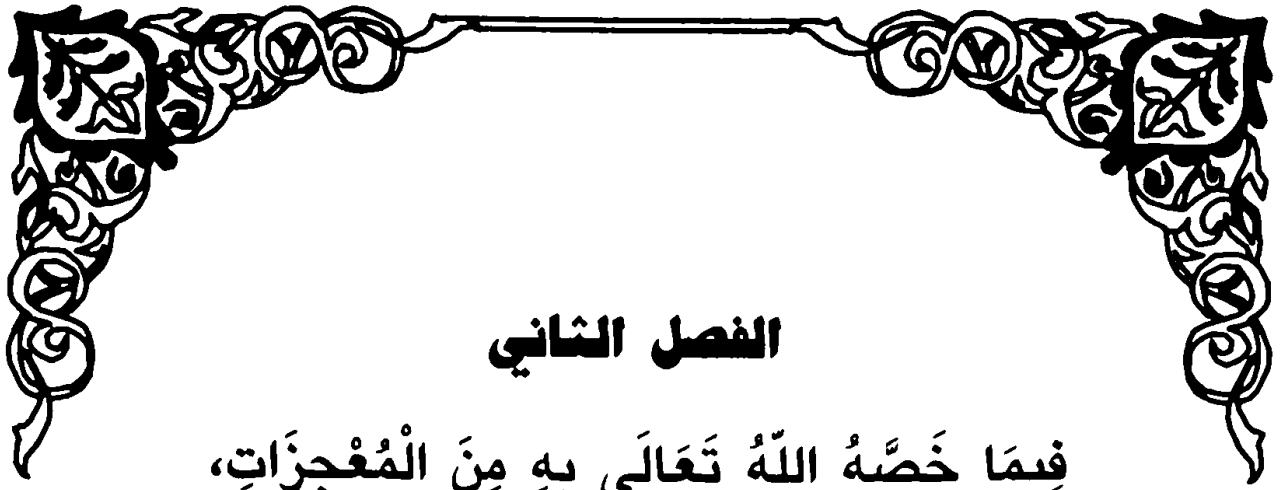 الفصل الثاني
فِيمَا خَصَّهُ اللّهُ تَعَالَى بِهِ مِنَ الْمُعْجِزَاتِ،